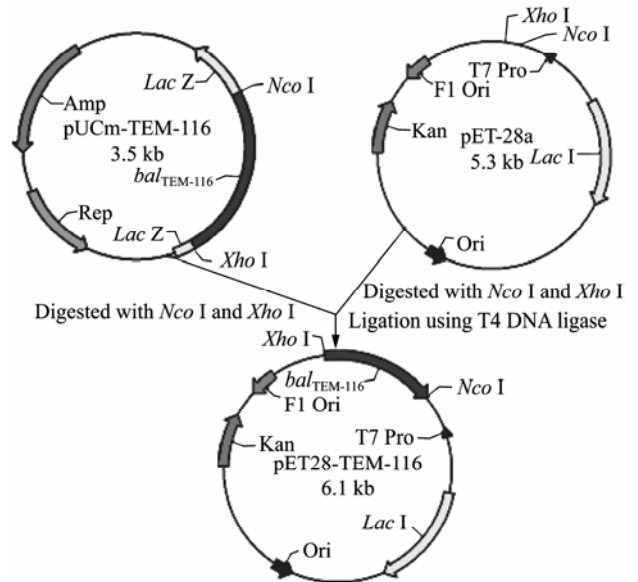 Lac Z
Nco I
Amp
pUCm-TEM-116
3.5 kb
bal TEM-116
Rep
Lac Z
Xho I
Xho I
Nco I
T7 Pro
F1 Ori
Kan
pET-28a
5.3 kb
Lac I
Ori
Digested with Nco I and Xho I
Digested with Nco I and Xho I
Ligation using T4 DNA ligase
Xho I
bal TEM-116
Nco I
F1 Ori
T7 Pro
Kan
pET28-TEM-116
6.1 kb
Lac I
Ori